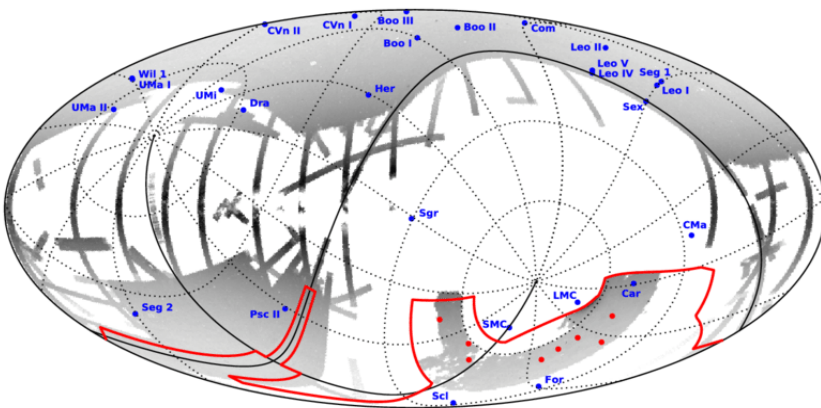 CVn II
CVn I
Boo III
Boo I
Boo II
Com
Leo II
Wil 1
UMa I
UMi
Her
Leo V
Leo IV
Seg 1
Leo I
UMa II
Dra
Sex
Sgr
CMa
Seg 2
Psc II
SMC
LMC
Car
Scl
For